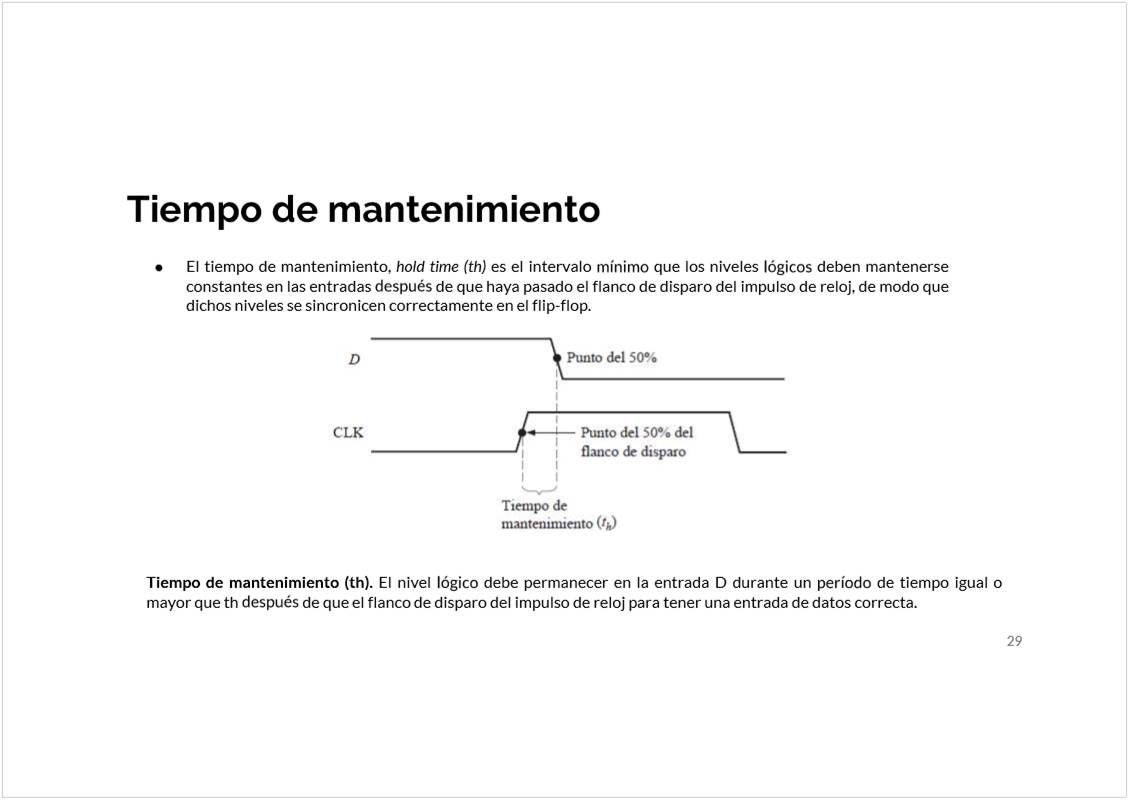 Tiempo de mantenimiento
● El tiempo de mantenimiento, hold time (th) es el intervalo mínimo que los niveles lógicos deben mantenerse
constantes en las entradas después de que haya pasado el flanco de disparo del impulso de reloj, de modo que
dichos niveles se sincronicen correctamente en el flip-flop.
D
Punto del 50%
CLK
Punto del 50% del
flanco de disparo
Tiempo de
mantenimiento (th)
Tiempo de mantenimiento (th). El nivel lógico debe permanecer en la entrada D durante un período de tiempo igual o
mayor que th después de que el flanco de disparo del impulso de reloj para tener una entrada de datos correcta.
29